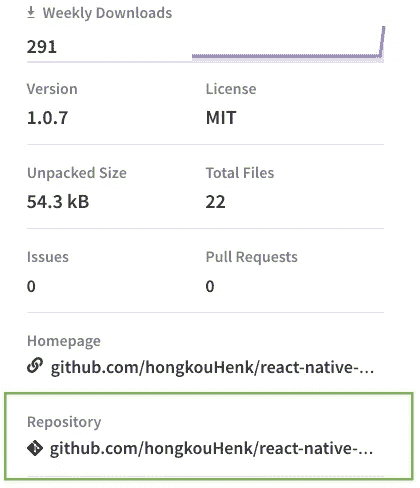 Weekly Downloads
291
Version License
1.0.7 MIT
Unpacked Size Total Files
54.3 kB 22
Issues Pull Requests
0 0
Homepage
github.com/hongkouHenk/react-native-...
Repository
github.com/hongkouHenk/react-native-...